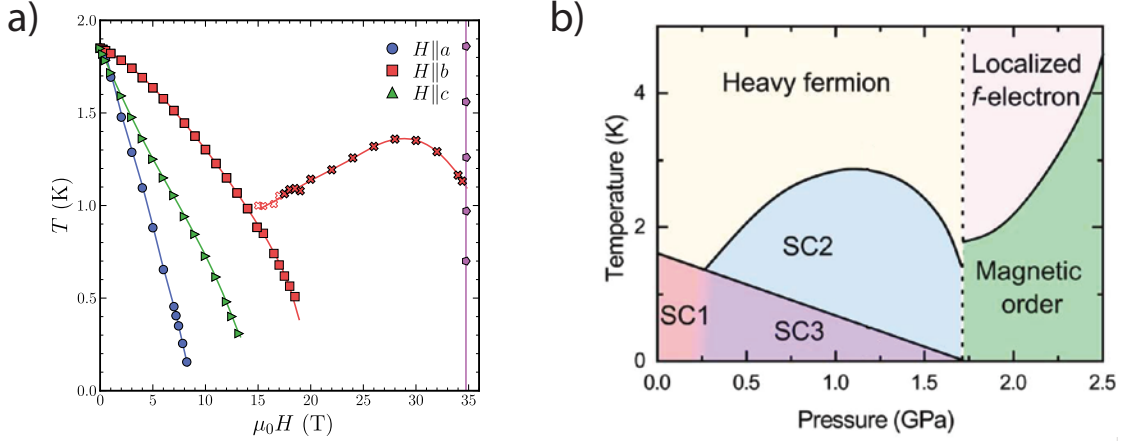 a)
2.0
1.5
1.0
0.5
0.0
T (K)
0 5 10 15 20 25 30 35
μ₀H (T)
H∥a
H∥b
H∥c
b)
4
2
0
Temperature (K)
Heavy fermion
Localized
f-electron
SC2
SC1
SC3
Magnetic
order
0.0 0.5 1.0 1.5 2.0 2.5
Pressure (GPa)